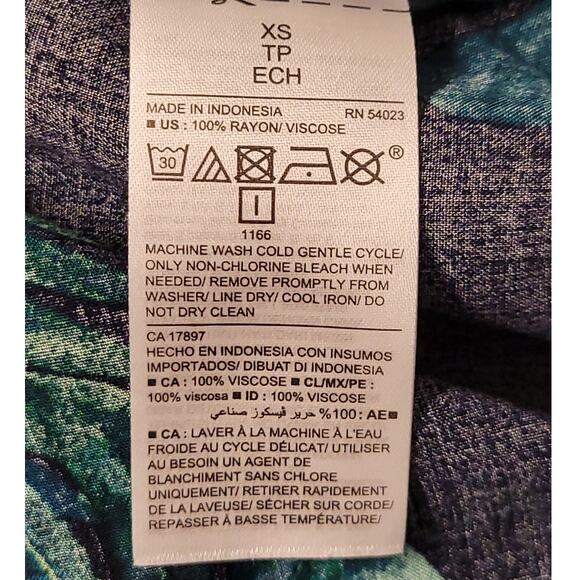 XS
TP
ECH
MADE IN INDONESIA RN 54023
■ US : 100% RAYON/ VISCOSE
30 ®
1166
MACHINE WASH COLD GENTLE CYCLE/
ONLY NON-CHLORINE BLEACH WHEN
NEEDED/ REMOVE PROMPTLY FROM
WASHER/ LINE DRY/ COOL IRON/ DO
NOT DRY CLEAN
CA 17897
HECHO EN INDONESIA CON INSUMOS
IMPORTADOS/ DIBUAT DI INDONESIA
■ CA : 100% VISCOSE ■ CL/MX/PE :
100% viscosa ■ ID : 100% VISCOSE
■AE :100% حرير ڤيسكوز صناعي
■ CA : LAVER À LA MACHINE À L'EAU
FROIDE AU CYCLE DÉLICAT/ UTILISER
AU BESOIN UN AGENT DE
BLANCHIMENT SANS CHLORE
UNIQUEMENT/ RETIRER RAPIDEMENT
DE LA LAVEUSE/ SÉCHER SUR CORDE/
REPASSER À BASSE TEMPÉRATURE/